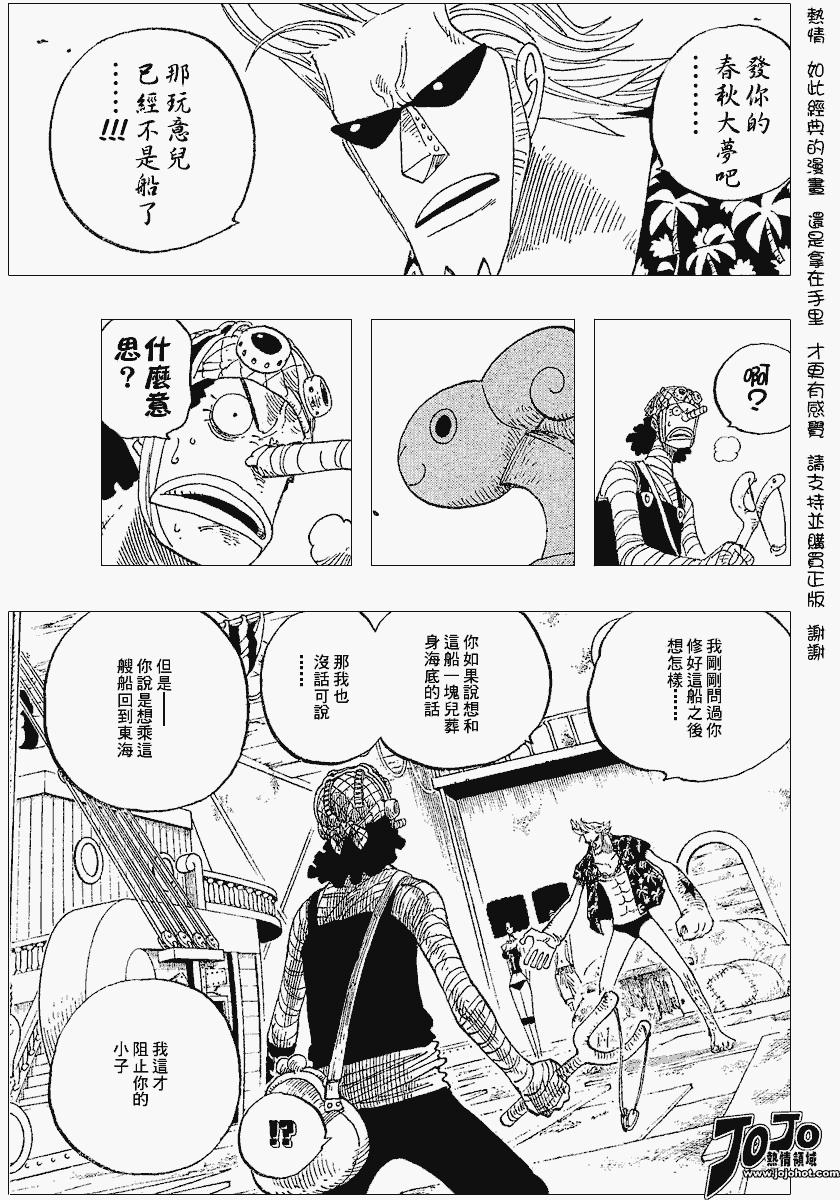 發你的
春秋大夢吧
……
那玩意兒
已經不是船了
……!!!
啊?
什麼意
思?
我剛剛問過你
修好這船之後
想怎樣……
你如果說想和
這船一塊兒葬
身海底的話
那我也
沒話可說
……
但是──
你說是想乘這
艘船回到東海
我這才
阻止你的
小子
!?
熱情 如此經典的漫畫 還是拿在手里 才更有感覺 請支持並購買正版 謝謝
JOJO
熱情領域
www.jojohot.com